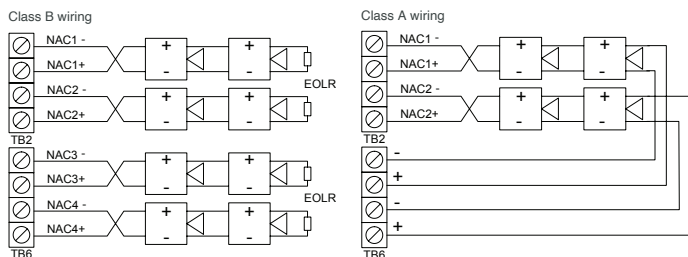 Class B wiring
NAC1 -
+ +
NAC1+
- -
EOLR
NAC2 -
+ +
NAC2+
- -
TB2
NAC3 -
+ +
NAC3+
- -
EOLR
NAC4 -
+ +
NAC4+
- -
TB6
Class A wiring
NAC1 -
+ +
NAC1+
- -
NAC2 -
+ +
NAC2+
- -
TB2
-
+
-
+
TB6